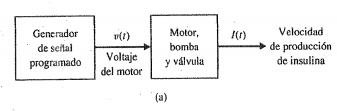 Generador
de señal
programado
v(t)
Voltaje
del motor
Motor,
bomba
y válvula
I(t)
Velocidad
de producción
de insulina
(a)